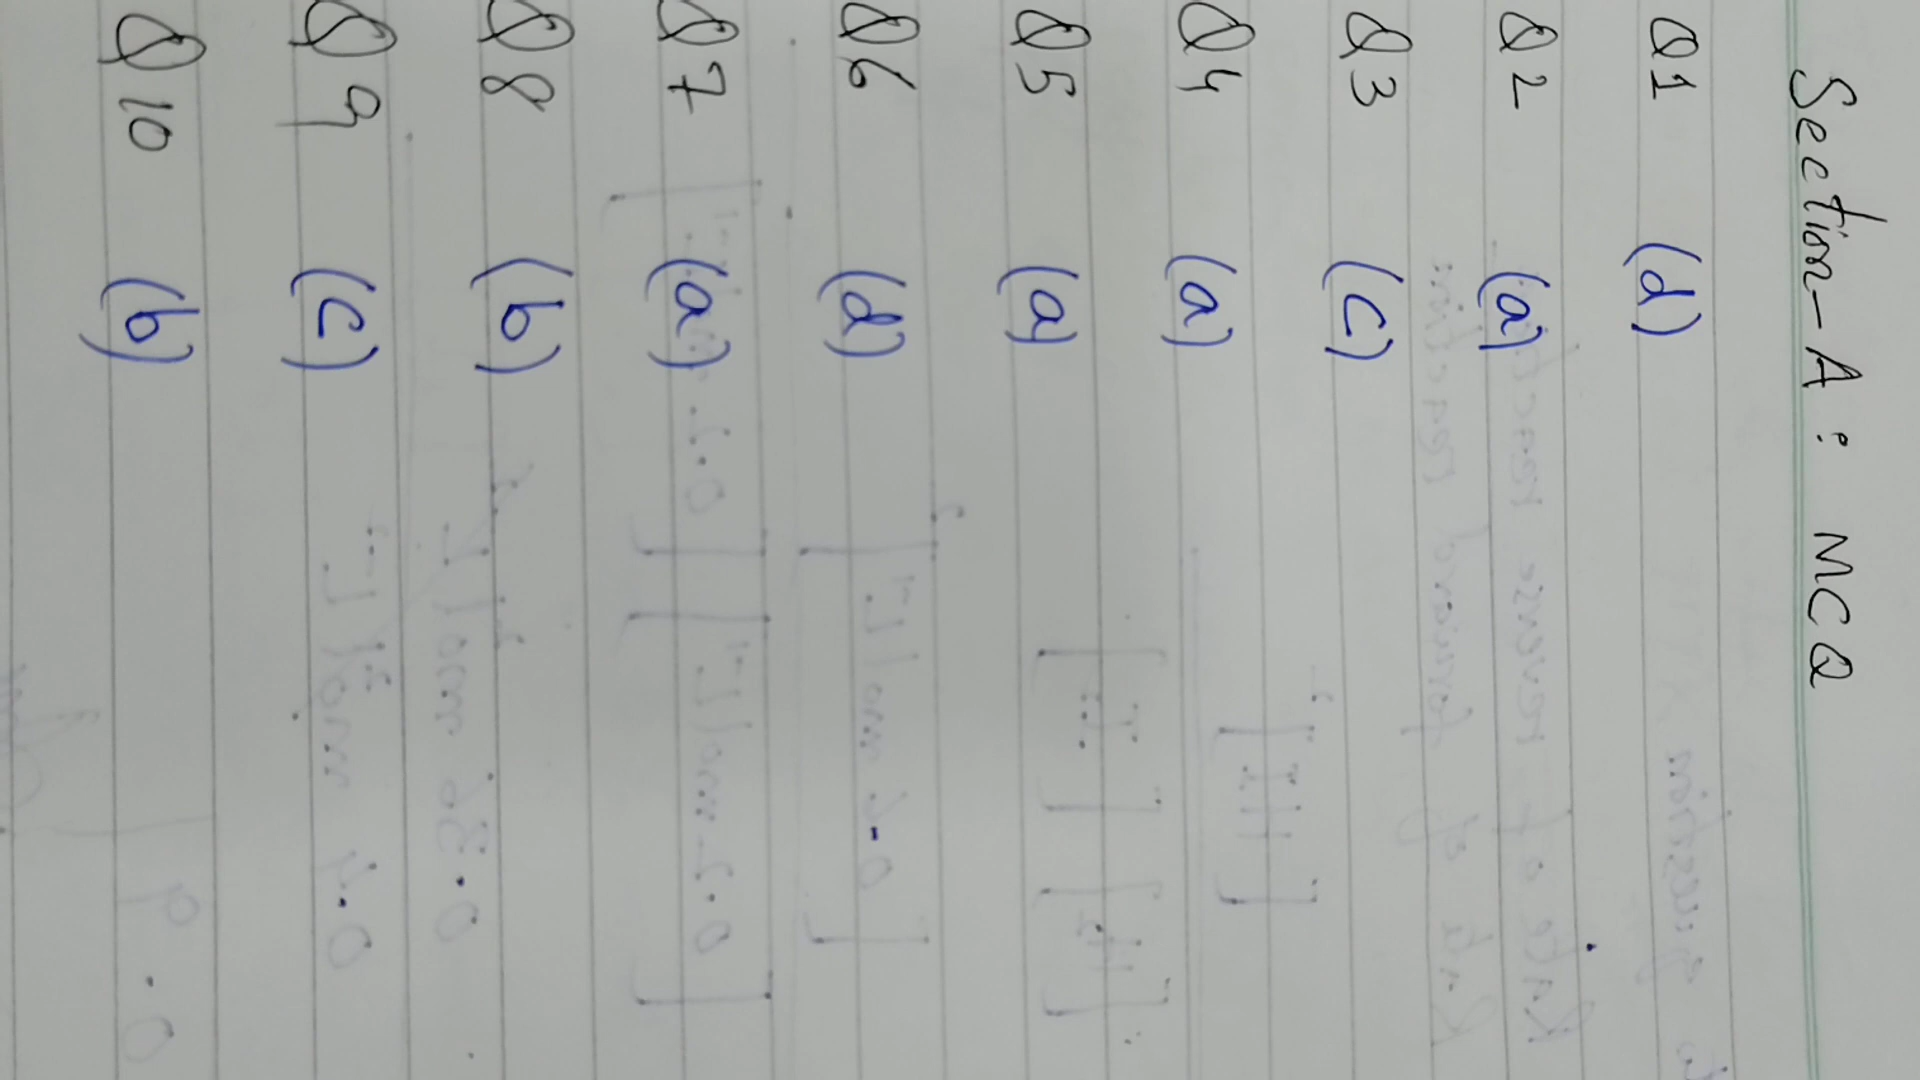 Section-A : MCQ
Q1 (d)
Q2 (a)
Q3 (c)
Q4 (a)
Q5 (a)
Q6 (d)
Q7 (a)
Q8 (b)
Q9 (c)
Q10 (b)